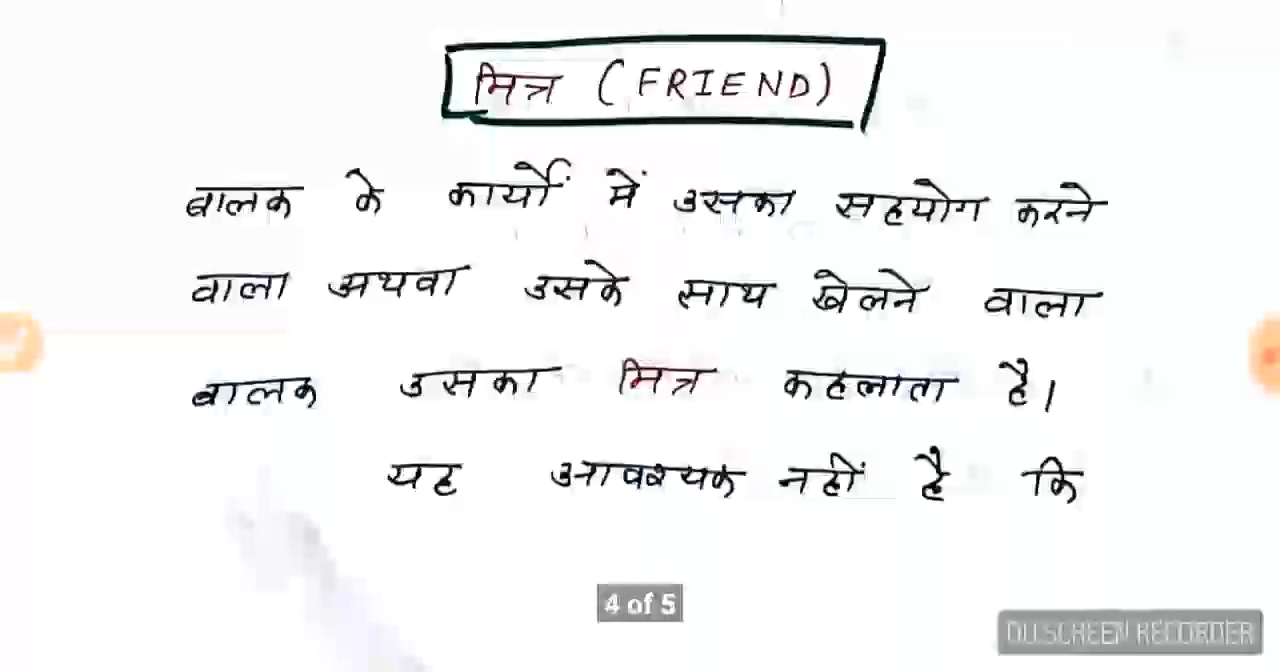 मित्र (FRIEND)
बालक के कार्यों में उसका सहयोग करने
वाला अथवा उसके साथ खेलने वाला
बालक उसका मित्र कहलाता है।
यह आवश्यक नहीं है कि
4 of 5
DU SCREEN RECORDER